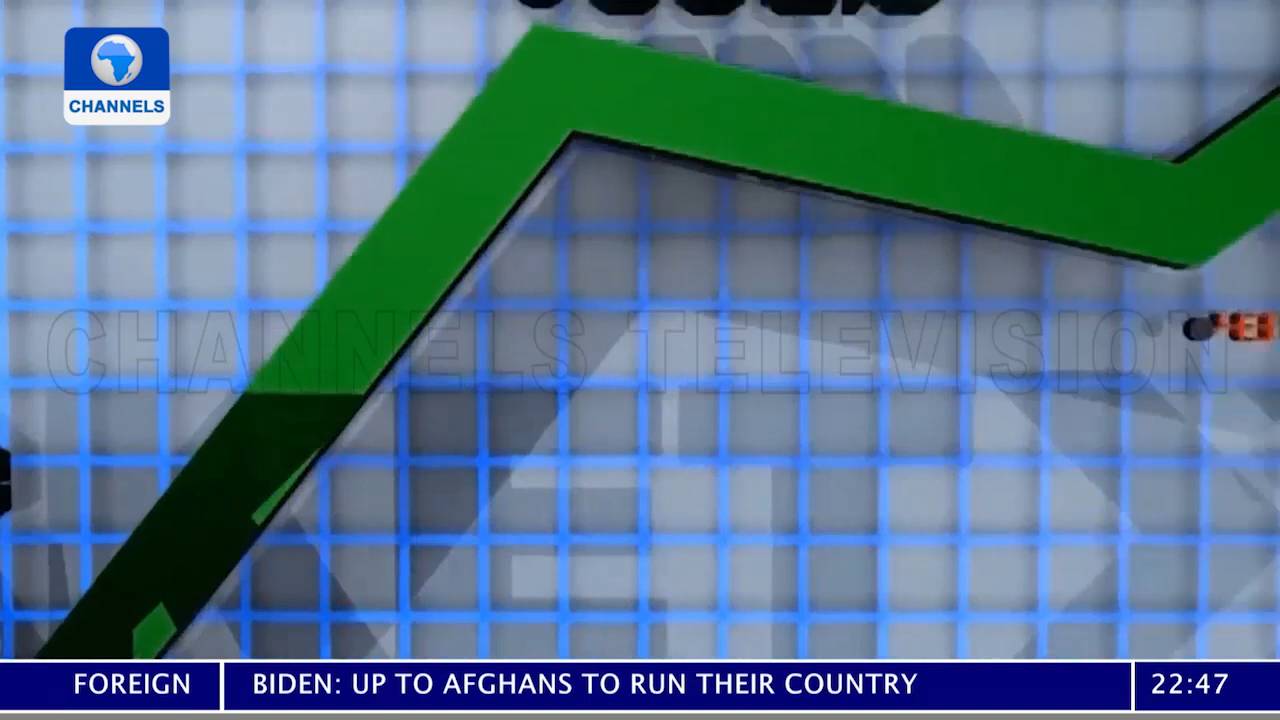 CHANNELS
CHANNELS TELEVISION
FOREIGN
BIDEN: UP TO AFGHANS TO RUN THEIR COUNTRY
22:47